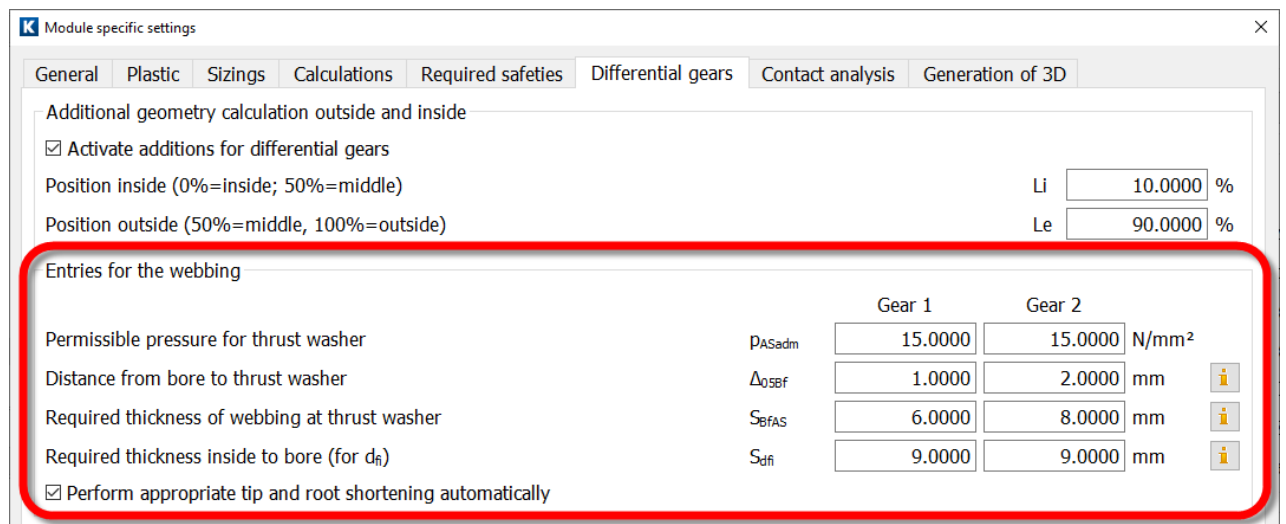 K Module specific settings
General Plastic Sizings Calculations Required safeties Differential gears Contact analysis Generation of 3D
Additional geometry calculation outside and inside
Activate additions for differential gears
Position inside (0%=inside; 50%=middle) Li 10.0000 %
Position outside (50%=middle, 100%=outside) Le 90.0000 %
Entries for the webbing
Gear 1 Gear 2
Permissible pressure for thrust washer pASadm 15.0000 15.0000 N/mm²
Distance from bore to thrust washer Δ05Bf 1.0000 2.0000 mm i
Required thickness of webbing at thrust washer SBfAS 6.0000 8.0000 mm i
Required thickness inside to bore (for dfi) Sdfi 9.0000 9.0000 mm i
Perform appropriate tip and root shortening automatically